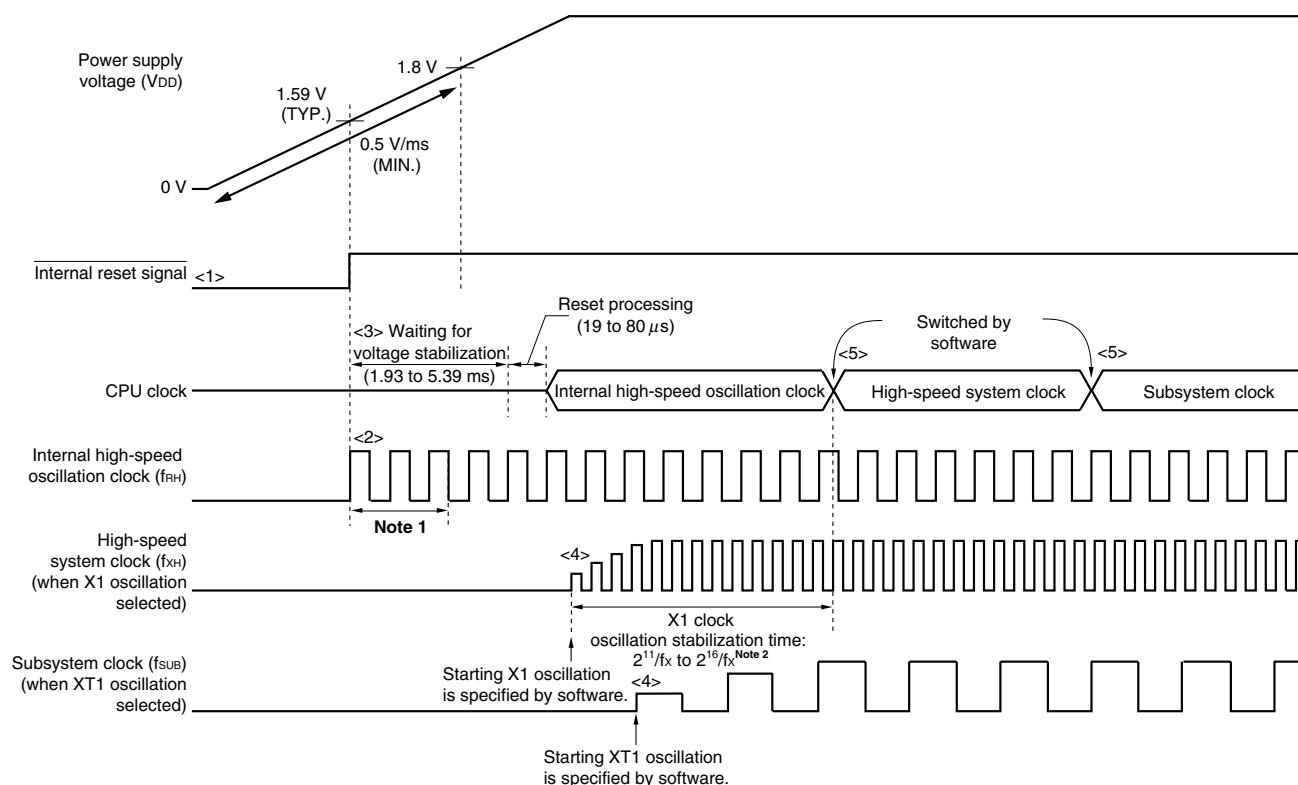 Power supply
voltage (VDD)
1.8 V
1.59 V
(TYP.)
0.5 V/ms
(MIN.)
0 V
Internal reset signal
<1>
Reset processing
(19 to 80 μs)
<3> Waiting for
voltage stabilization
(1.93 to 5.39 ms)
Switched by
software
<5>
<5>
CPU clock
Internal high-speed oscillation clock
High-speed system clock
Subsystem clock
<2>
Internal high-speed
oscillation clock (fRH)
Note 1
High-speed
system clock (fXH)
(when X1 oscillation
selected)
<4>
X1 clock
oscillation stabilization time:
2^11/fX to 2^16/fX Note 2
Starting X1 oscillation
is specified by software.
Subsystem clock (fSUB)
(when XT1 oscillation
selected)
<4>
Starting XT1 oscillation
is specified by software.